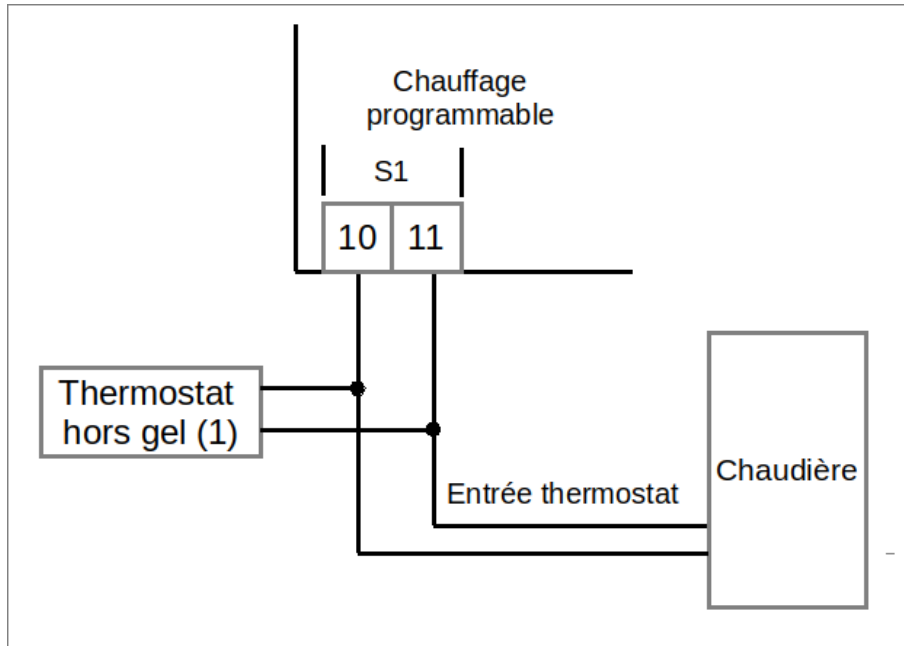 Chauffage
programmable
S1
10 11
Thermostat
hors gel (1)
Entrée thermostat
Chaudière